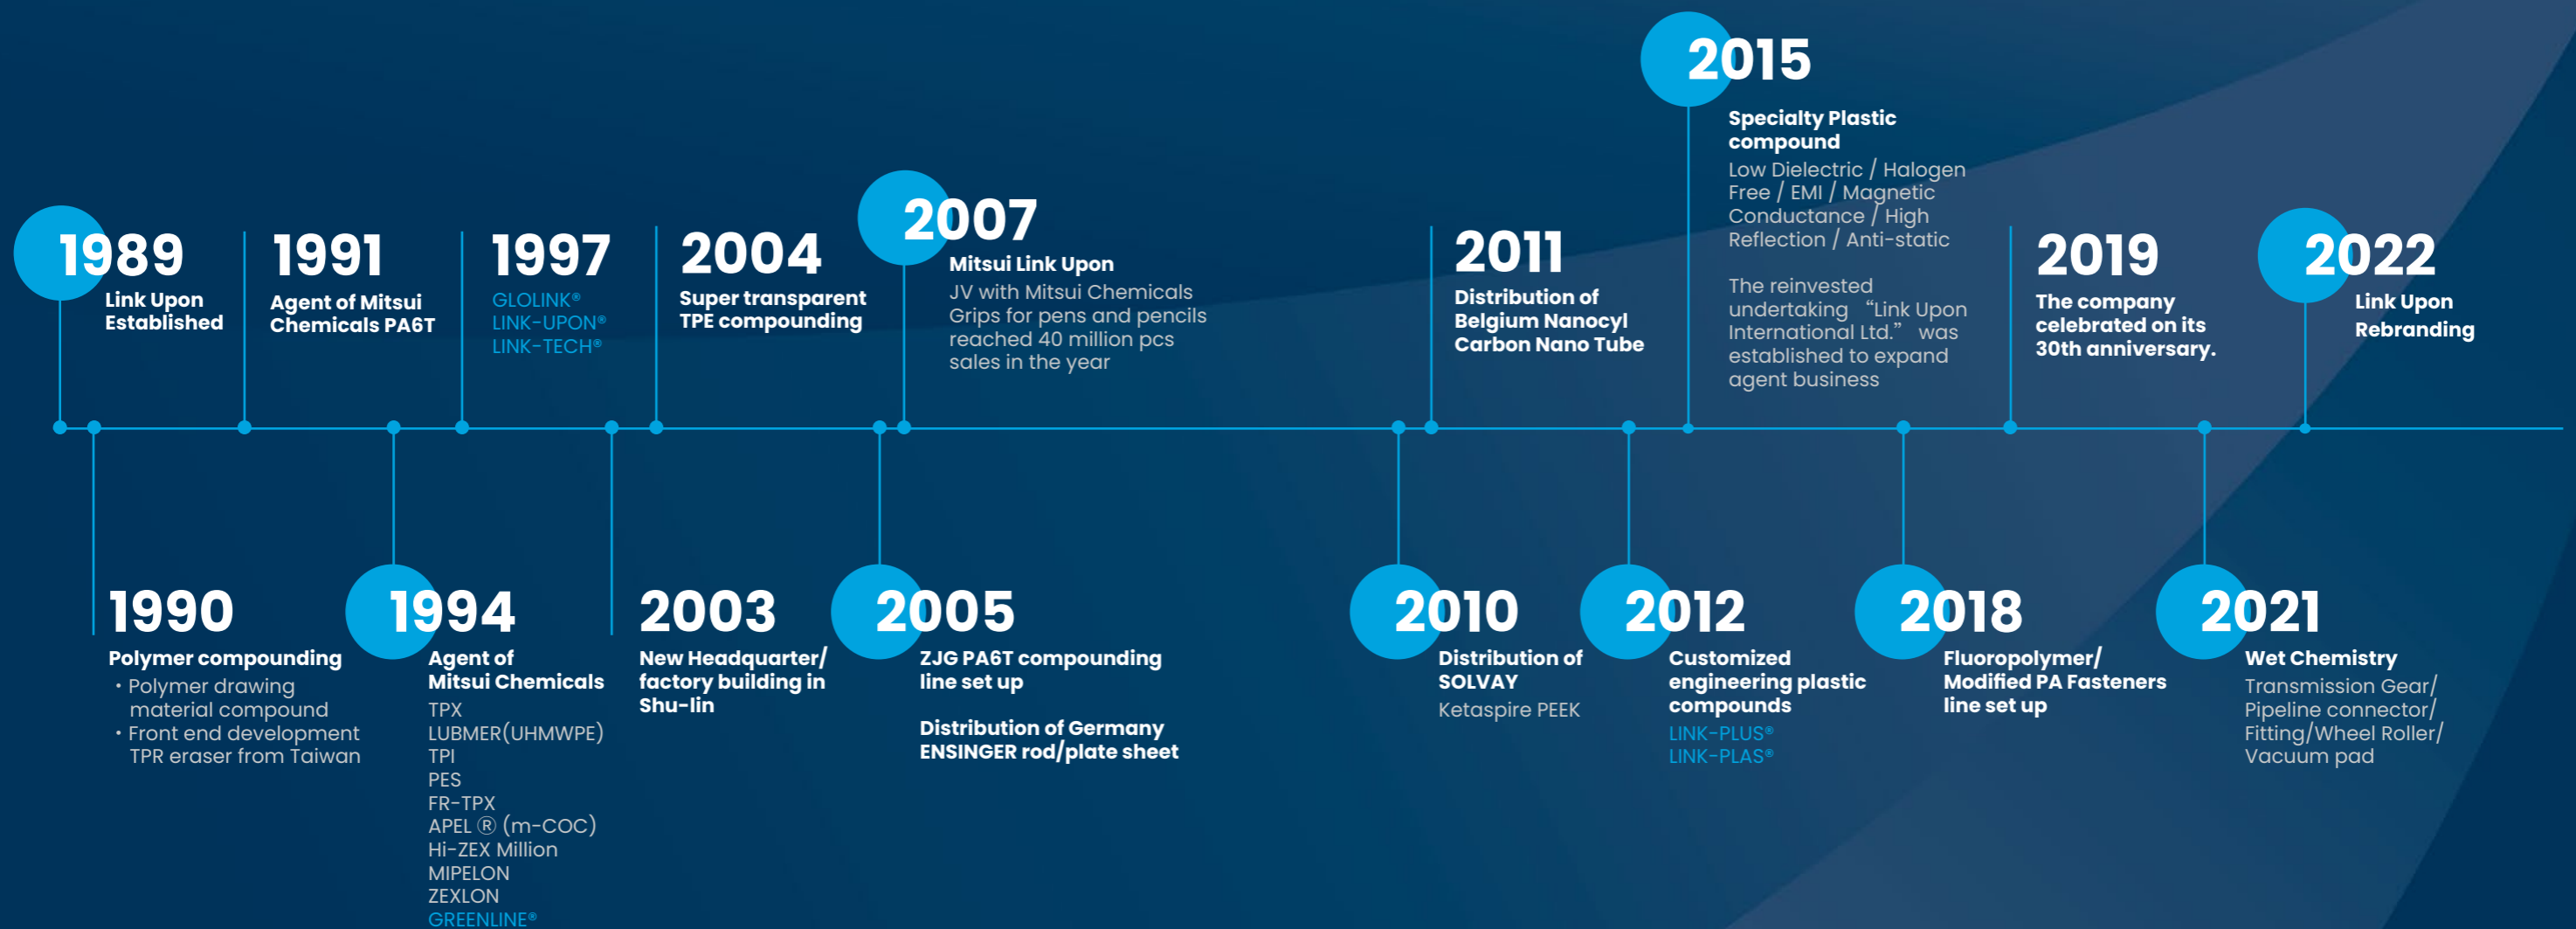 1989
Link Upon
Established
1990
Polymer compounding
・Polymer drawing
material compound
・Front end development
TPR eraser from Taiwan
1991
Agent of Mitsui
Chemicals PA6T
1994
Agent of
Mitsui Chemicals
TPX
LUBMER(UHMWPE)
TPI
PES
FR-TPX
APEL Ⓡ (m-COC)
Hi-ZEX Million
MIPELON
ZEXLON
GREENLINE®
1997
GLOLINK®
LINK-UPON®
LINK-TECH®
2003
New Headquarter/
factory building in
Shu-lin
2004
Super transparent
TPE compounding
2005
ZJG PA6T compounding
line set up
Distribution of Germany
ENSINGER rod/plate sheet
2007
Mitsui Link Upon
JV with Mitsui Chemicals
Grips for pens and pencils
reached 40 million pcs
sales in the year
2010
Distribution of
SOLVAY
Ketaspire PEEK
2011
Distribution of
Belgium Nanocyl
Carbon Nano Tube
2012
Customized
engineering plastic
compounds
LINK-PLUS®
LINK-PLAS®
2015
Specialty Plastic
compound
Low Dielectric / Halogen
Free / EMI / Magnetic
Conductance / High
Reflection / Anti-static
The reinvested
undertaking “Link Upon
International Ltd.” was
established to expand
agent business
2018
Fluoropolymer/
Modified PA Fasteners
line set up
2019
The company
celebrated on its
30th anniversary.
2021
Wet Chemistry
Transmission Gear/
Pipeline connector/
Fitting/Wheel Roller/
Vacuum pad
2022
Link Upon
Rebranding